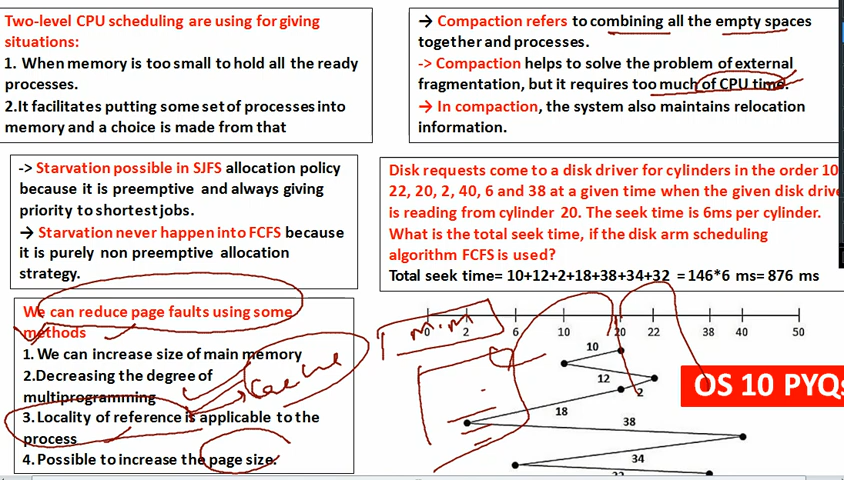 Two-level CPU scheduling are using for giving
situations:
1. When memory is too small to hold all the ready
processes.
2.It facilitates putting some set of processes into
memory and a choice is made from that
→ Compaction refers to combining all the empty spaces
together and processes.
-> Compaction helps to solve the problem of external
fragmentation, but it requires too much of CPU time.
→ In compaction, the system also maintains relocation
information.
-> Starvation possible in SJFS allocation policy
because it is preemptive and always giving
priority to shortest jobs.
→ Starvation never happen into FCFS because
it is purely non preemptive allocation
strategy.
Disk requests come to a disk driver for cylinders in the order 10
22, 20, 2, 40, 6 and 38 at a given time when the given disk drive
is reading from cylinder 20. The seek time is 6ms per cylinder.
What is the total seek time, if the disk arm scheduling
algorithm FCFS is used?
Total seek time= 10+12+2+18+38+34+32 = 146*6 ms= 876 ms
We can reduce page faults using some
methods
1. We can increase size of main memory
2.Decreasing the degree of
multiprogramming
3.Locality of reference is applicable to the
process
4. Possible to increase the page size.
Cache
M.M
0 2 6 10 20 22 38 40 50
10
12
2
18
38
34
32
OS 10 PYQs